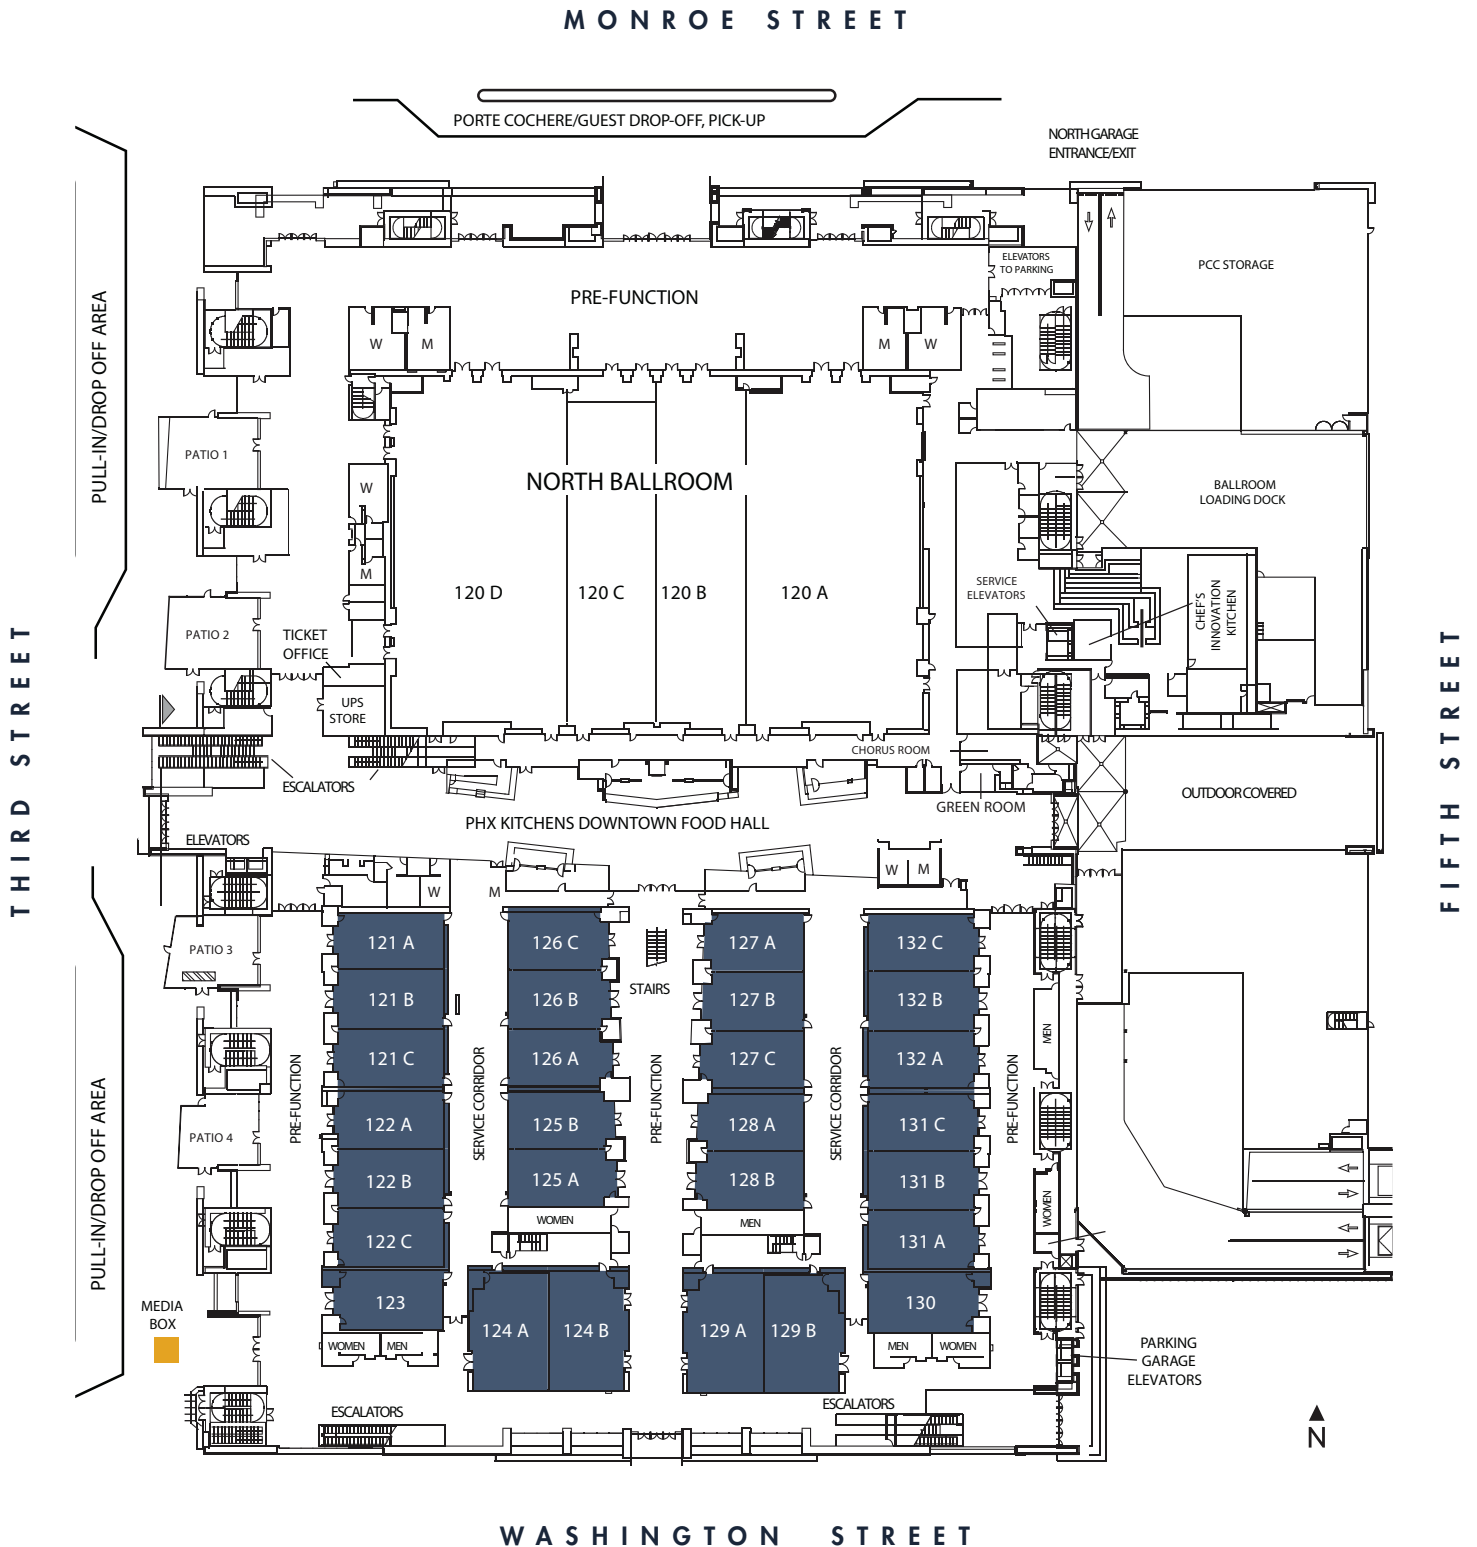 MONROE STREET
PORTE COCHERE/GUEST DROP-OFF, PICK-UP
NORTH GARAGE
ENTRANCE/EXIT
PULL-IN/DROP OFF AREA
ELEVATORS
TO PARKING
PCC STORAGE
PRE-FUNCTION
W
M
M
W
PATIO 1
NORTH BALLROOM
W
M
BALLROOM
LOADING DOCK
120 D
120 C
120 B
120 A
SERVICE
ELEVATORS
CHEF'S
INNOVATION
KITCHEN
PATIO 2
TICKET
OFFICE
UPS
STORE
THIRD STREET
FIFTH STREET
CHORUS ROOM
ESCALATORS
GREEN ROOM
OUTDOOR COVERED
PHX KITCHENS DOWNTOWN FOOD HALL
ELEVATORS
W
M
W
M
PATIO 3
121 A
126 C
127 A
132 C
STAIRS
121 B
126 B
127 B
132 B
MEN
121 C
126 A
127 C
132 A
PRE-FUNCTION
SERVICE CORRIDOR
PRE-FUNCTION
SERVICE CORRIDOR
PRE-FUNCTION
PULL-IN/DROP OFF AREA
PATIO 4
122 A
125 B
128 A
131 C
122 B
125 A
128 B
131 B
WOMEN
WOMEN
MEN
122 C
131 A
MEDIA
BOX
123
130
124 A
124 B
129 A
129 B
WOMEN
MEN
MEN
WOMEN
PARKING
GARAGE
ELEVATORS
ESCALATORS
ESCALATORS
N
WASHINGTON STREET